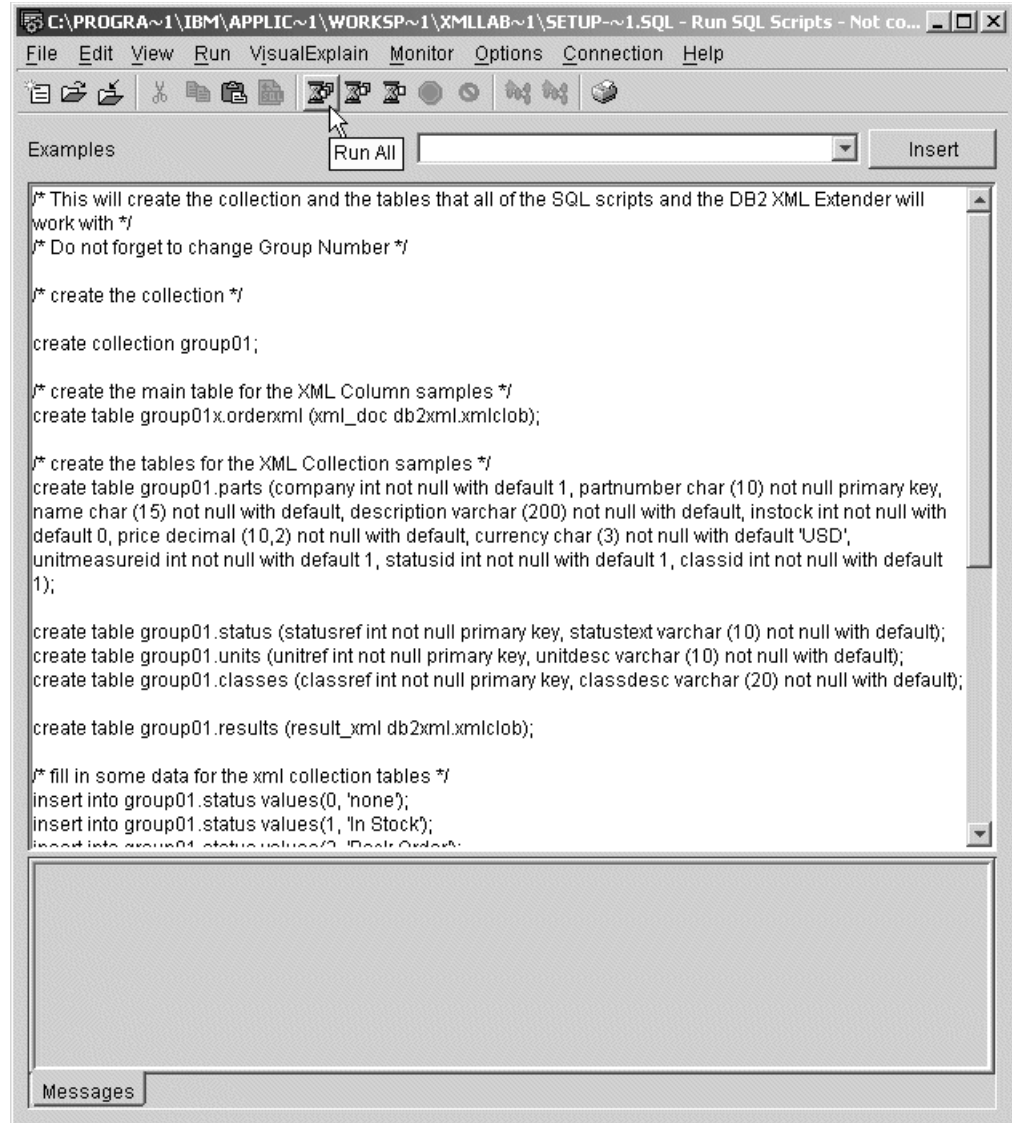 C:\PROGRA~1\IBM\APPLIC~1\WORKSP~1\XMLLAB~1\SETUP-~1.SQL - Run SQL Scripts - Not co...
File Edit View Run VisualExplain Monitor Options Connection Help
Run All
Examples
Insert
/* This will create the collection and the tables that all of the SQL scripts and the DB2 XML Extender will
work with */
/* Do not forget to change Group Number */
/* create the collection */
create collection group01;
/* create the main table for the XML Column samples */
create table group01x.orderxml (xml_doc db2xml.xmlclob);
/* create the tables for the XML Collection samples */
create table group01.parts (company int not null with default 1, partnumber char (10) not null primary key,
name char (15) not null with default, description varchar (200) not null with default, instock int not null with
default 0, price decimal (10,2) not null with default, currency char (3) not null with default 'USD',
unitmeasureid int not null with default 1, statusid int not null with default 1, classid int not null with default
1);
create table group01.status (statusref int not null primary key, statustext varchar (10) not null with default);
create table group01.units (unitref int not null primary key, unitdesc varchar (10) not null with default);
create table group01.classes (classref int not null primary key, classdesc varchar (20) not null with default);
create table group01.results (result_xml db2xml.xmlclob);
/* fill in some data for the xml collection tables */
insert into group01.status values(0, 'none');
insert into group01.status values(1, 'In Stock');
insert into group01.status values(2, 'Back Order');
Messages